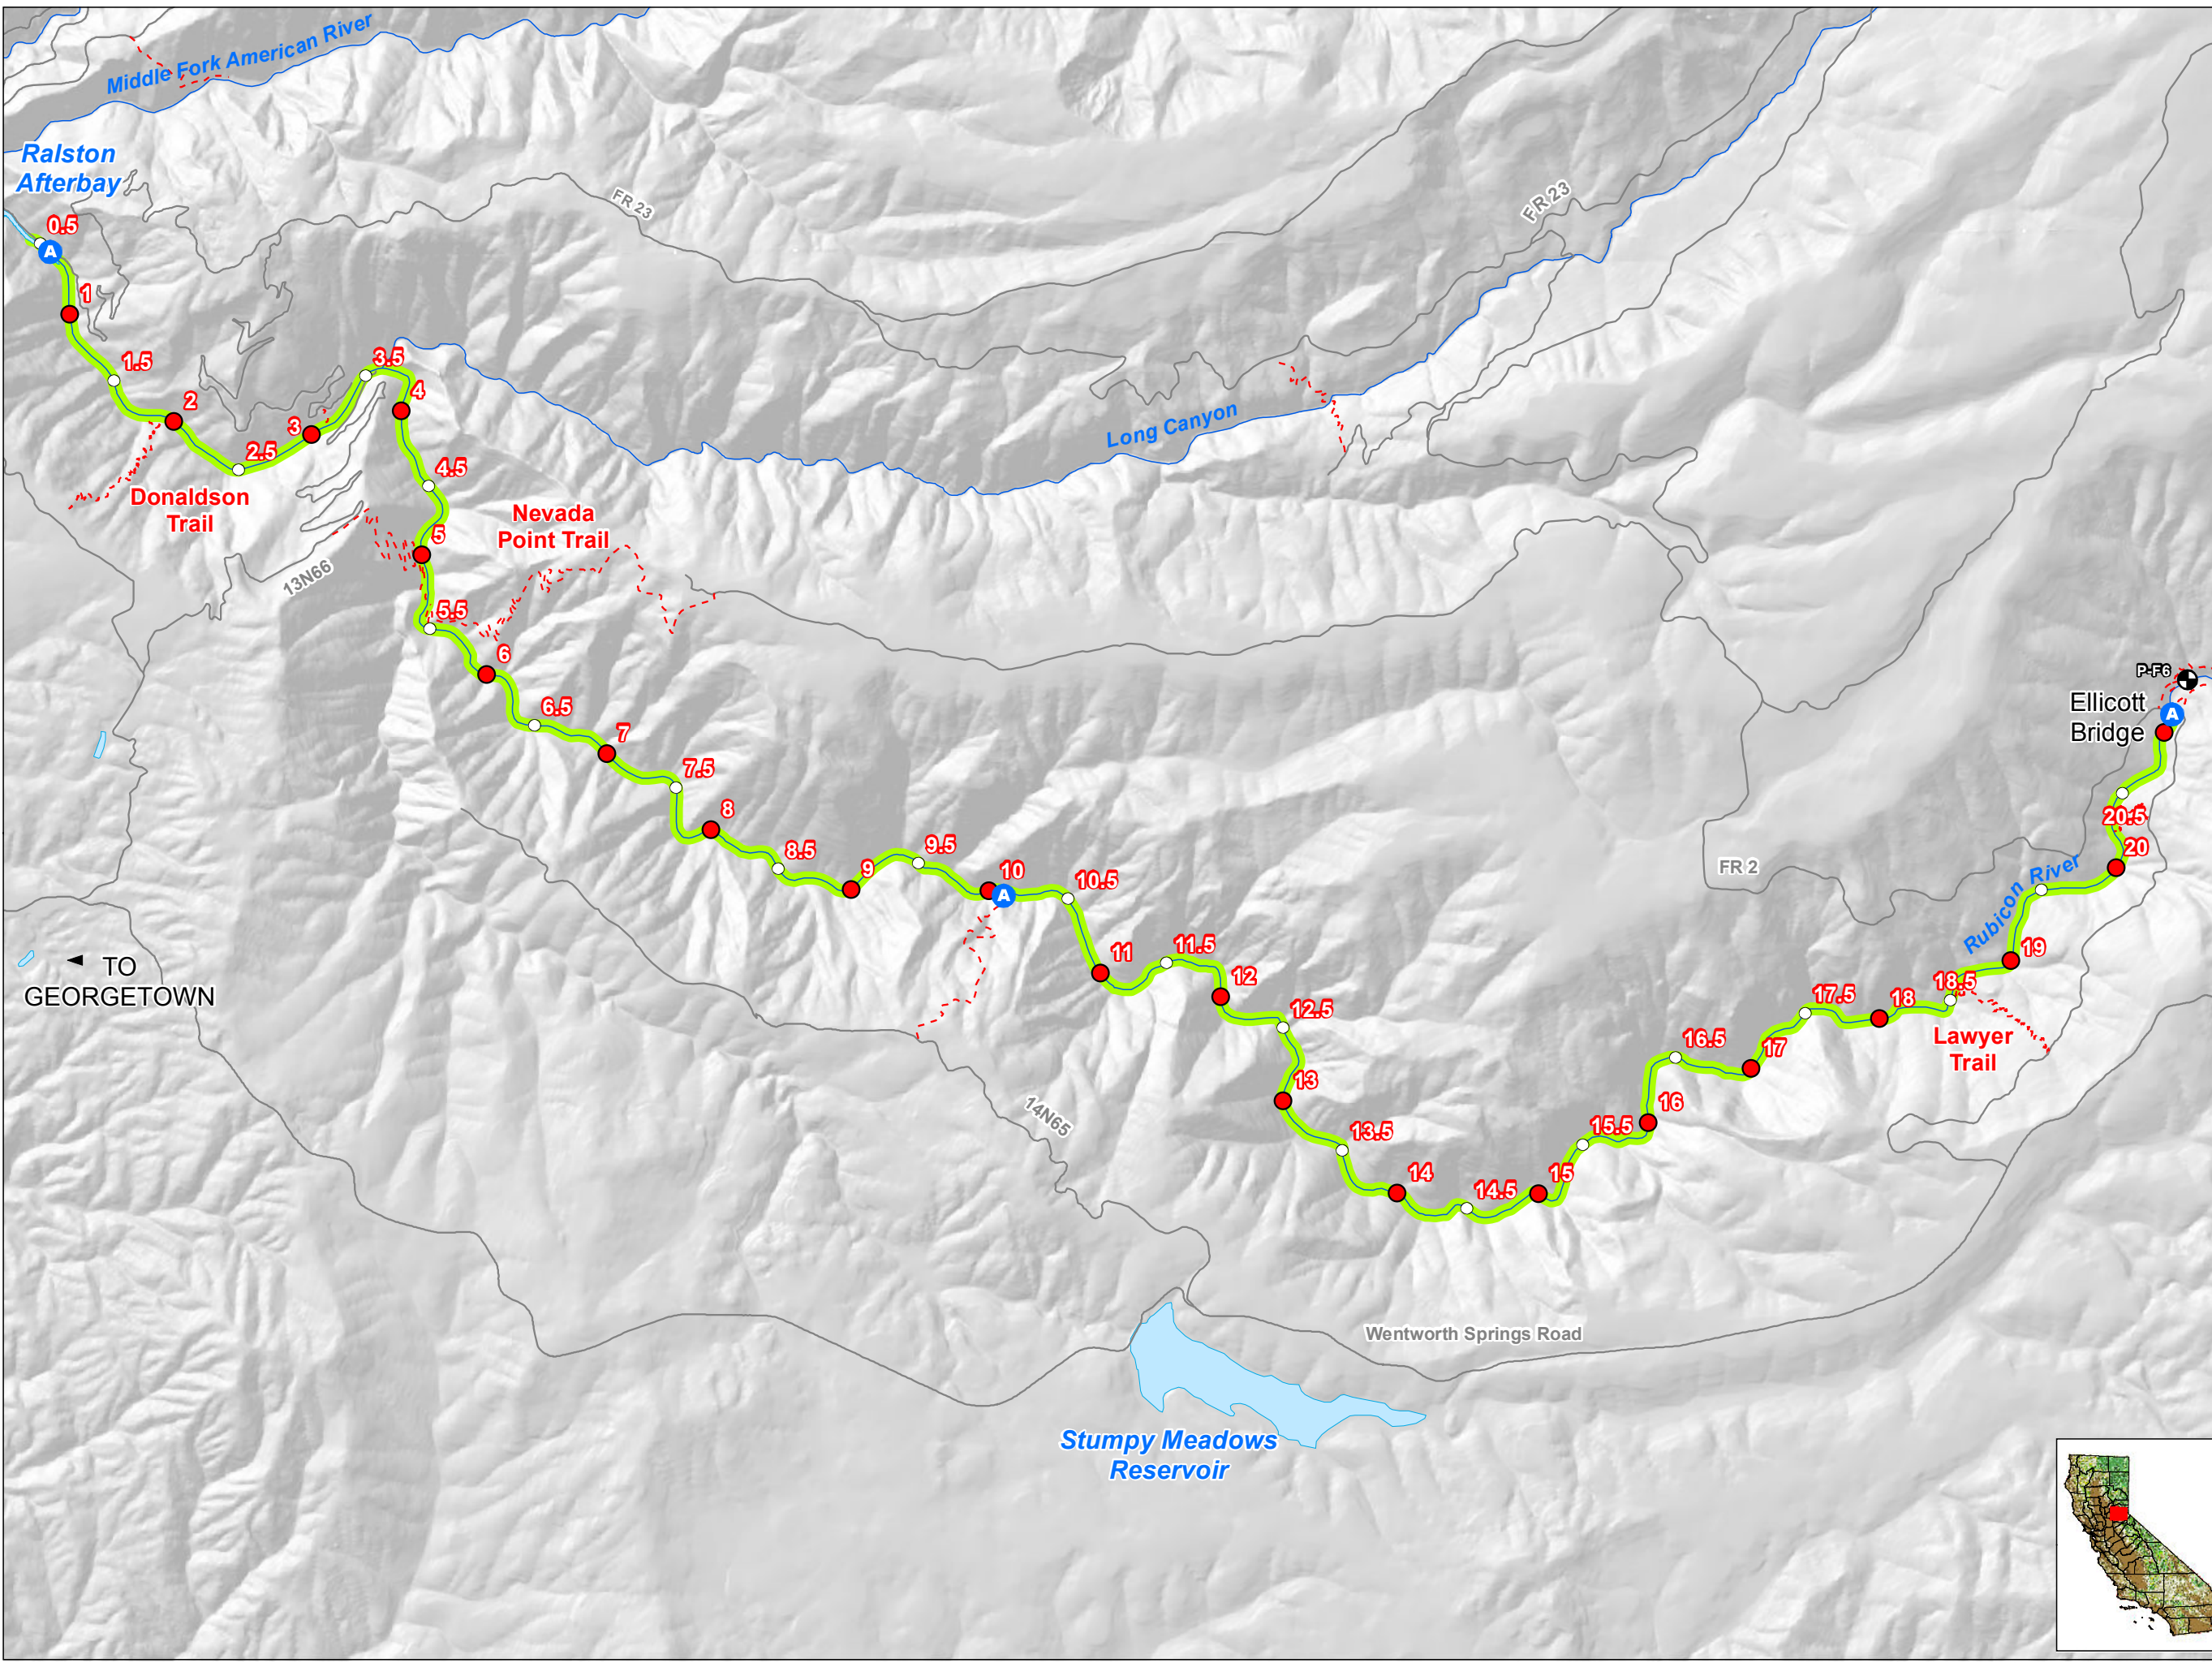 Middle Fork American River
Ralston
Afterbay
FR 23
FR 23
0.5
A
1
1.5
3.5
2
4
3
2.5
Long Canyon
4.5
Donaldson
Trail
Nevada
Point Trail
5
13N66
5.5
6
P-F6
Ellicott
Bridge
A
6.5
7
7.5
8
20.5
8.5
9.5
20
9
10
FR 2
A
10.5
Rubicon River
11
11.5
19
TO
GEORGETOWN
12
18.5
12.5
17.5
18
Lawyer
Trail
16.5
17
13
14N65
16
13.5
15.5
14
15
14.5
Wentworth Springs Road
Stumpy Meadows
Reservoir